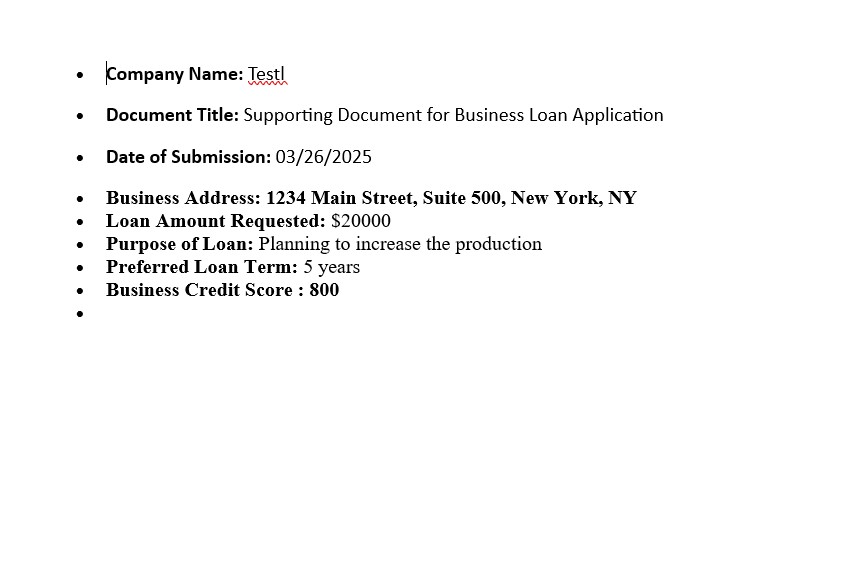 Company Name: Testl
Document Title: Supporting Document for Business Loan Application
Date of Submission: 03/26/2025
Business Address: 1234 Main Street, Suite 500, New York, NY
Loan Amount Requested: $20000
Purpose of Loan: Planning to increase the production
Preferred Loan Term: 5 years
Business Credit Score : 800